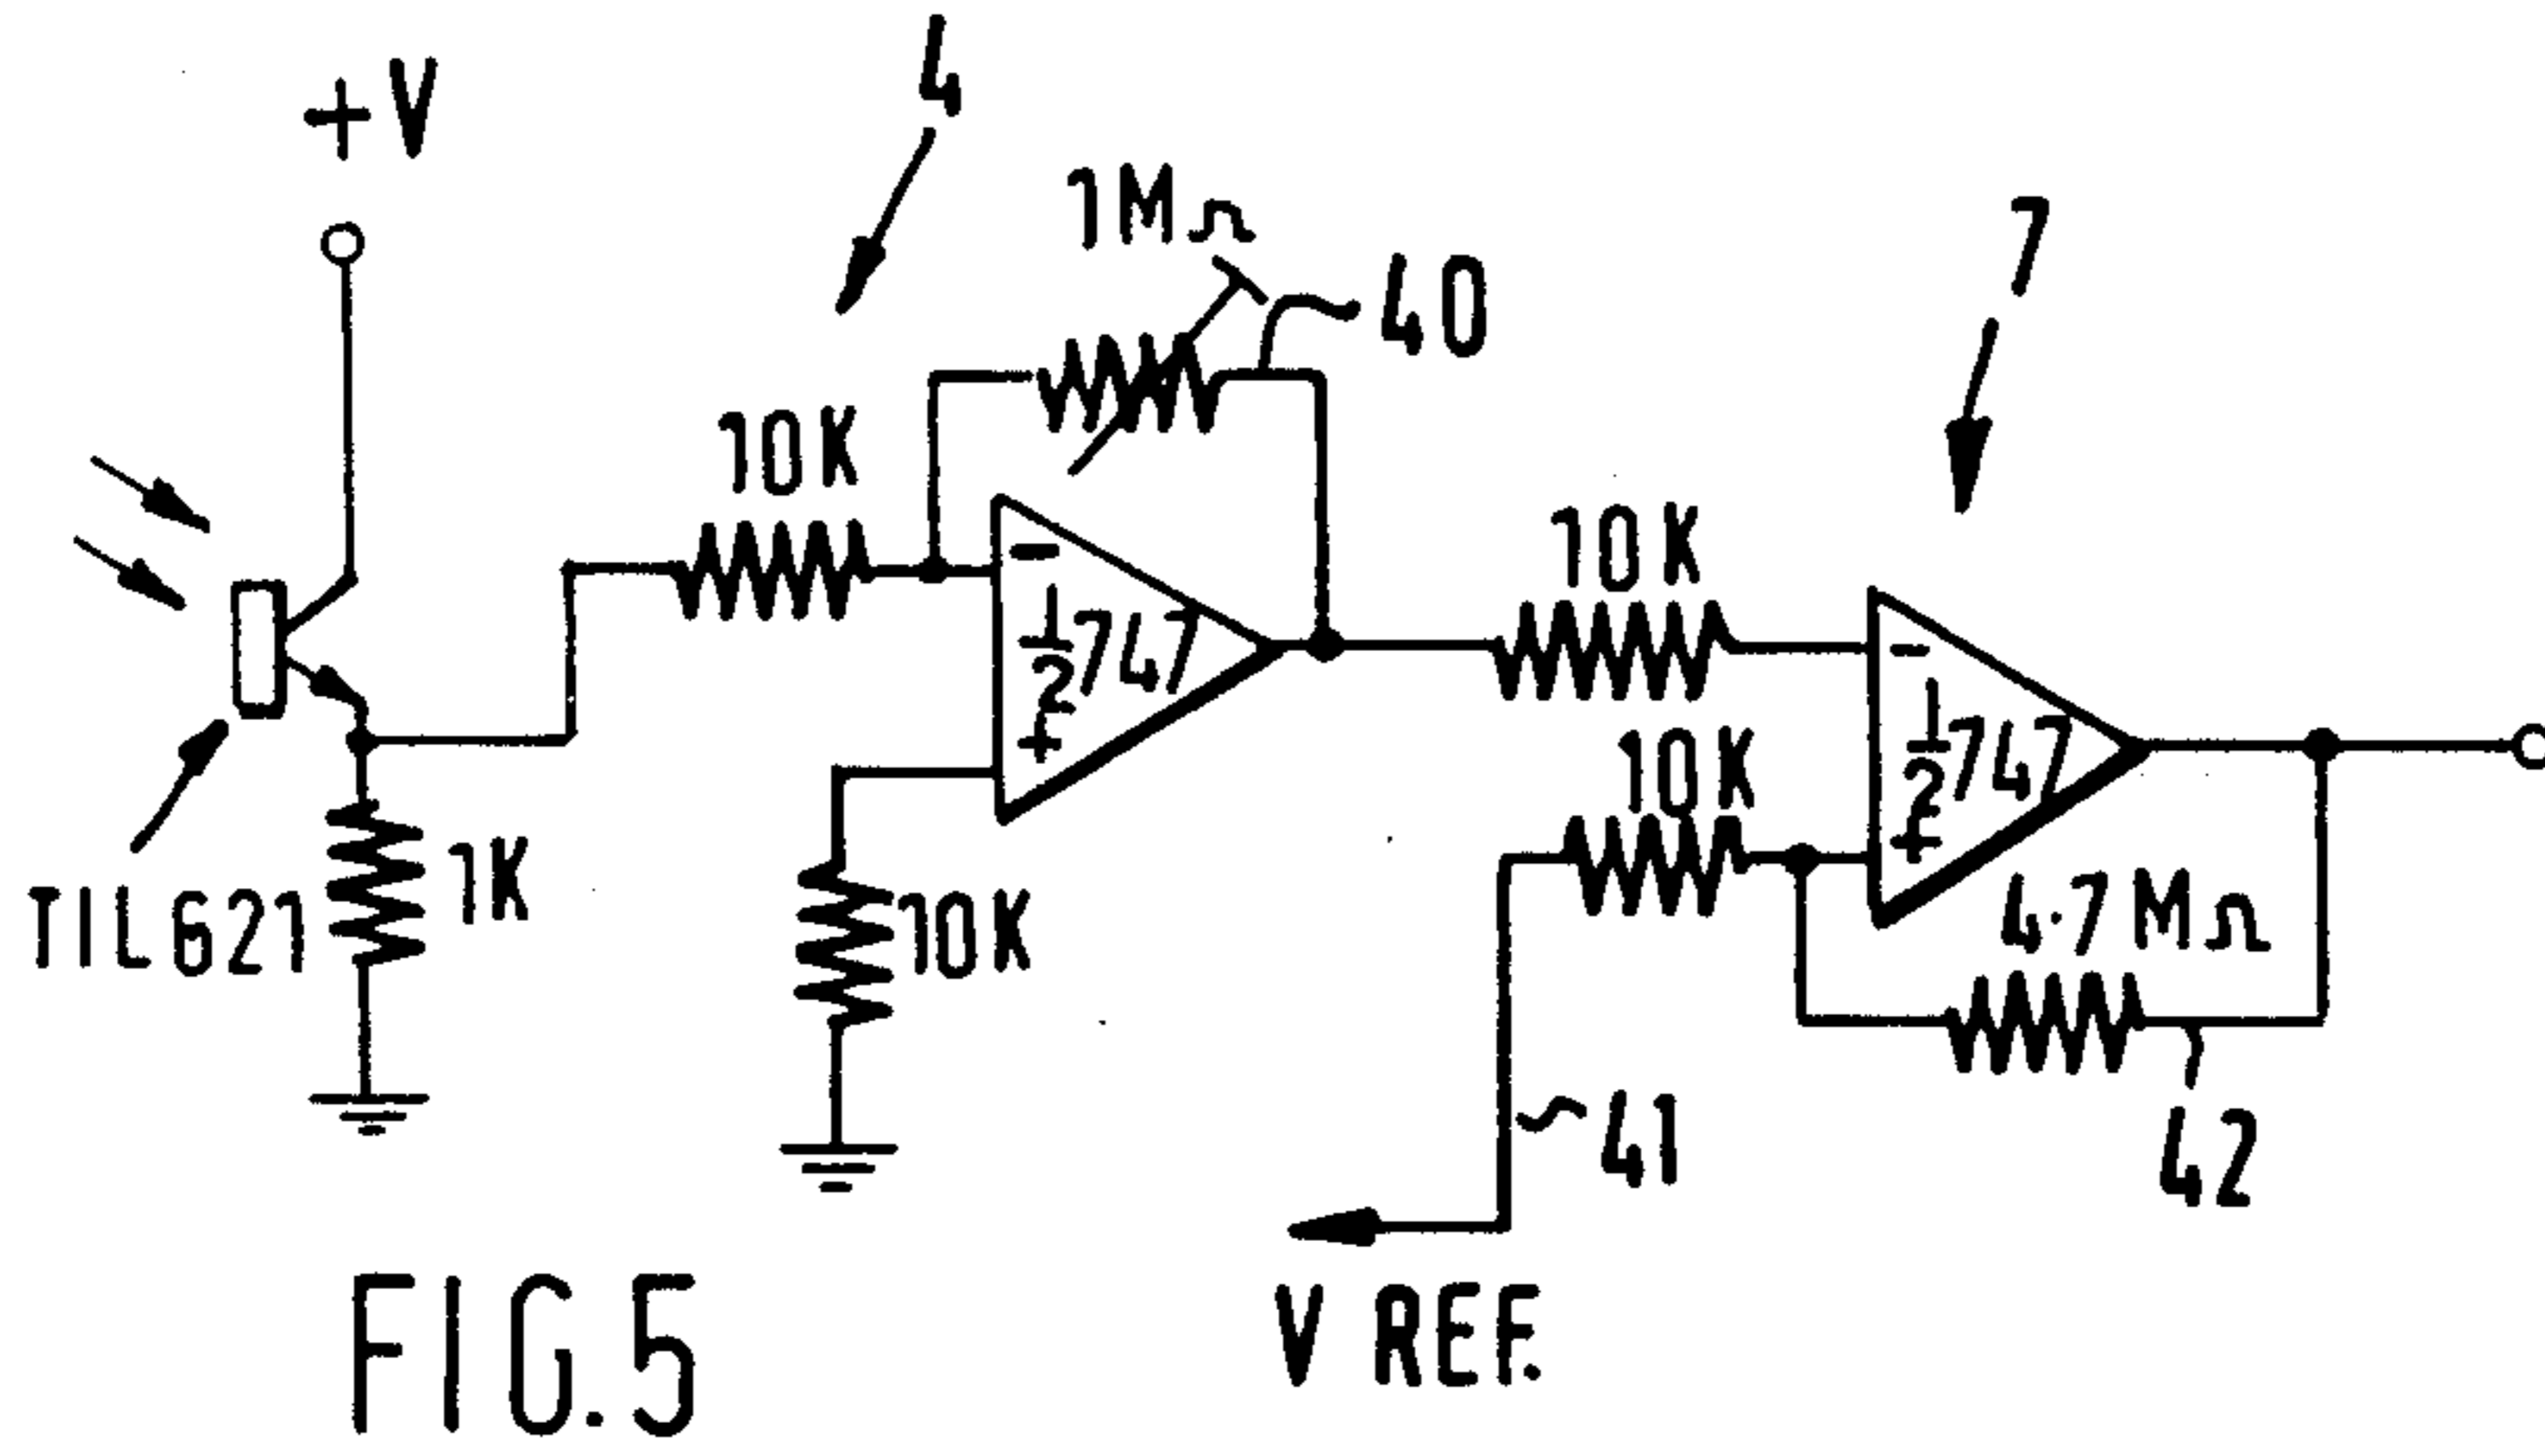 +V
4
1MΩ
40
7
10K
10K
-
1/2 747
+
-
1/2 747
+
10K
TIL621
1K
10K
4.7MΩ
41
42
V REF.
FIG.5